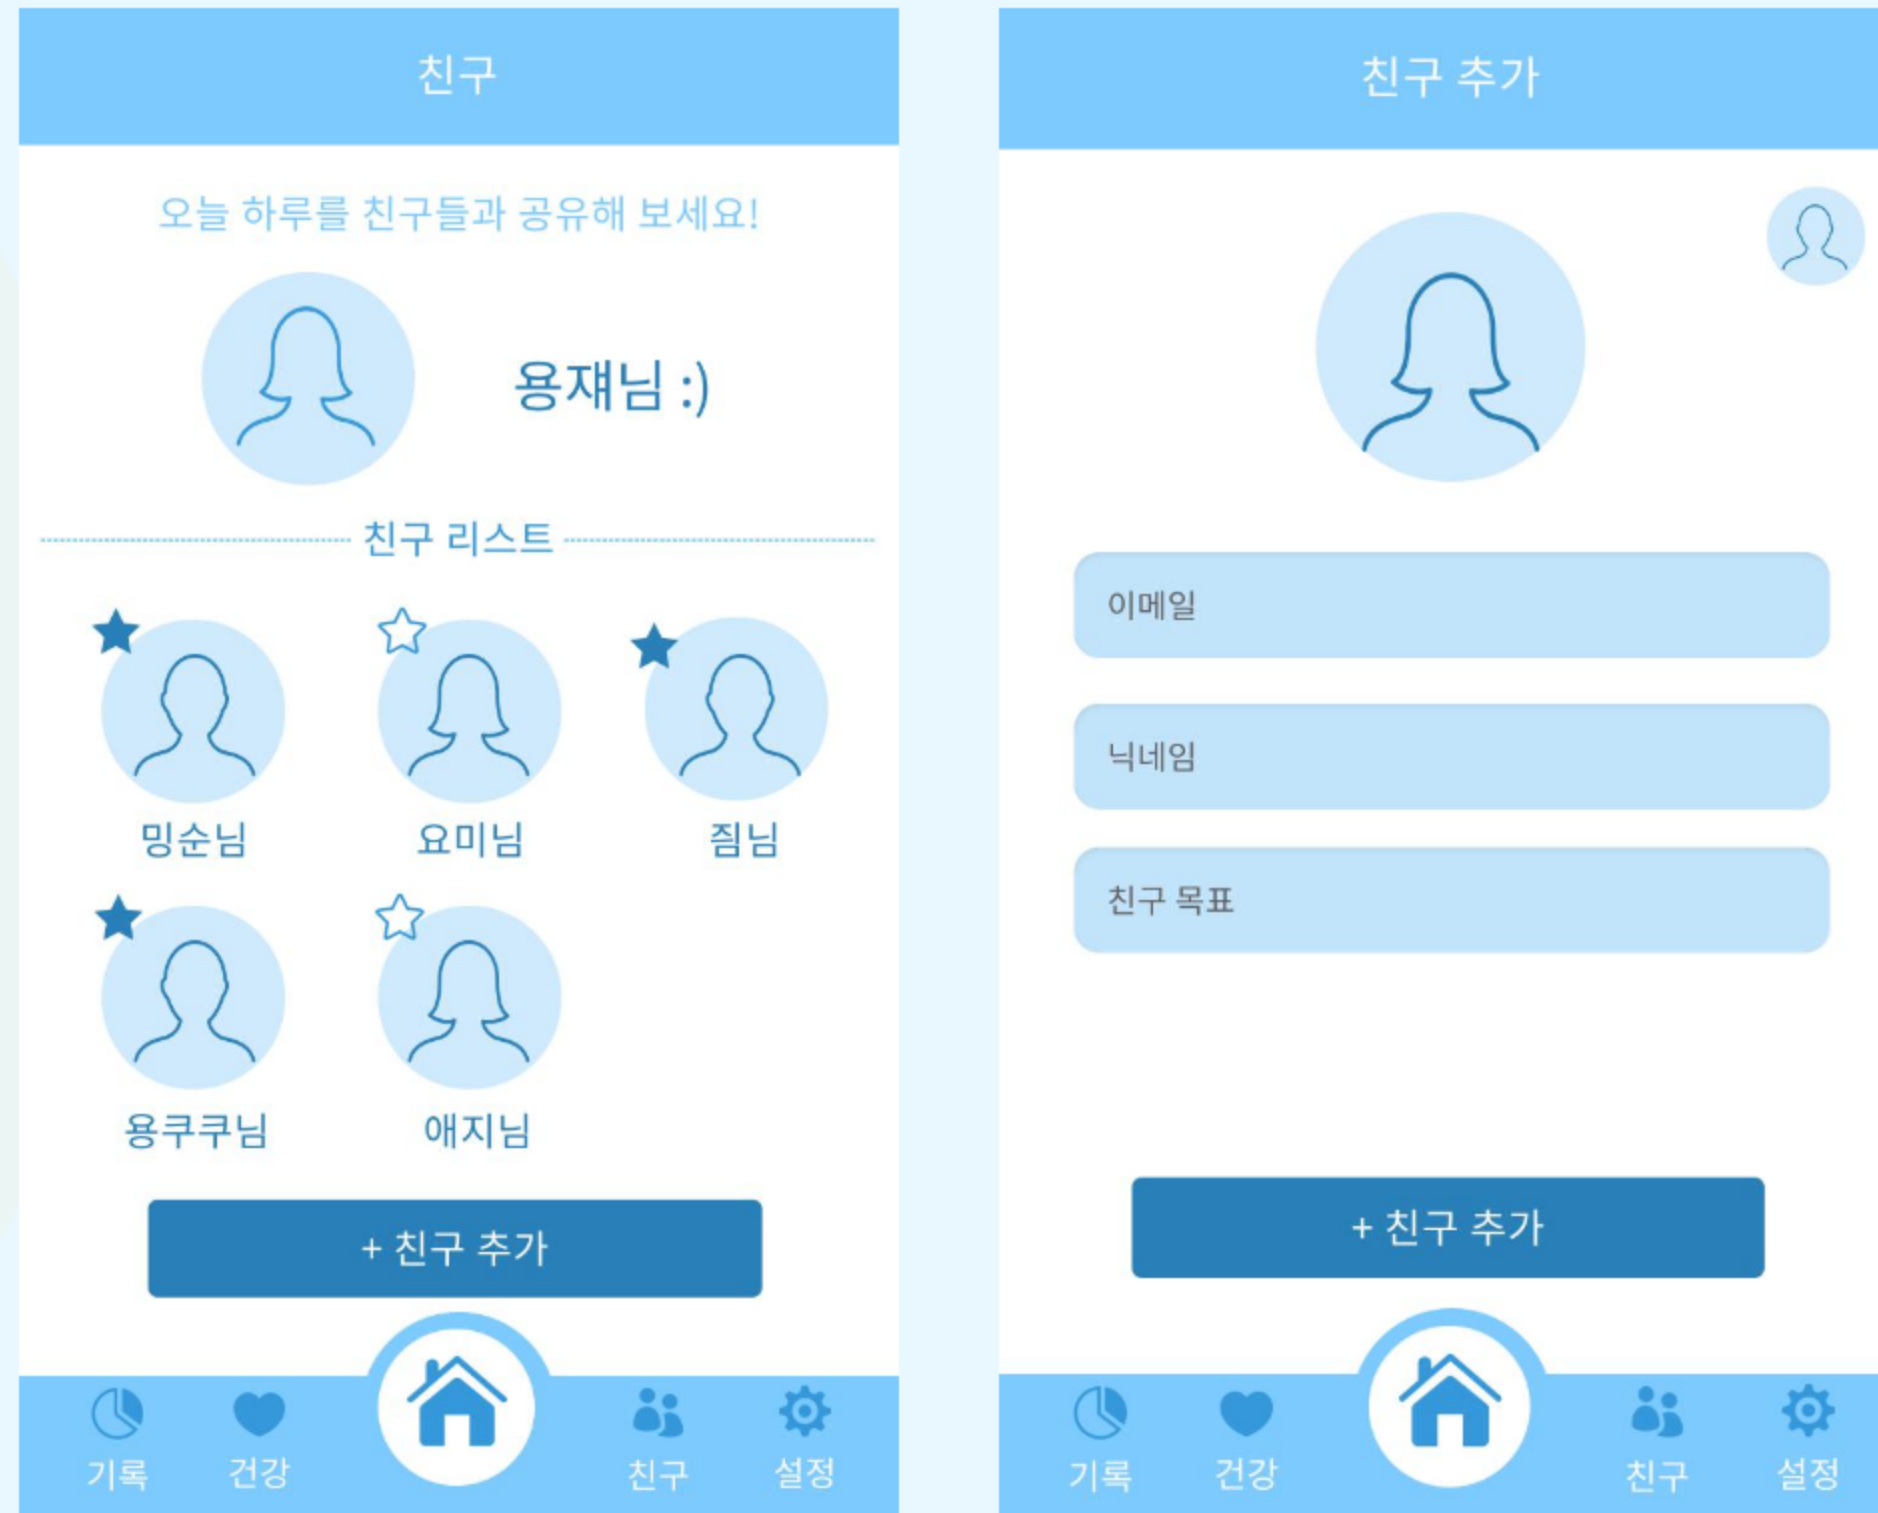 친구
오늘 하루를 친구들과 공유해 보세요!
용쟤님 :)
친구 리스트
밍순님
요미님
즴님
용쿠쿠님
애지님
+ 친구 추가
기록
건강
친구
설정
친구 추가
이메일
닉네임
친구 목표
+ 친구 추가
기록
건강
친구
설정